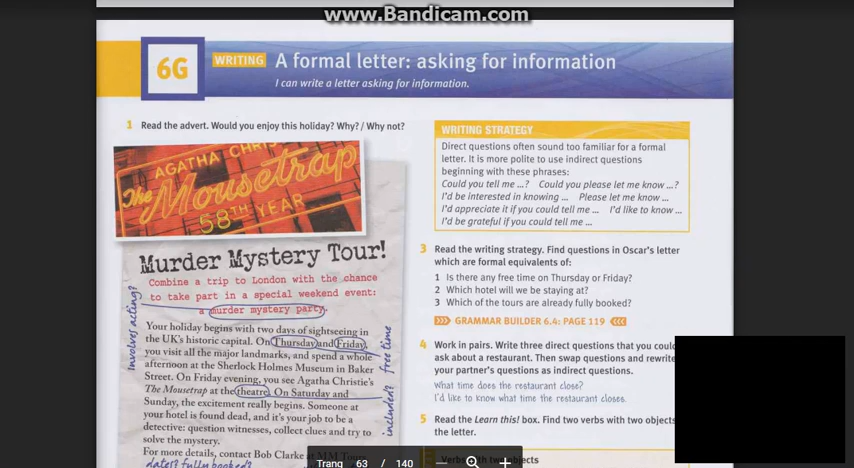 www.Bandicam.com
6G
WRITING A formal letter: asking for information
I can write a letter asking for information.
1 Read the advert. Would you enjoy this holiday? Why? / Why not?
AGATHA CHRIS
The Mousetrap
58TH YEAR
Murder Mystery Tour!
Combine a trip to London with the chance
to take part in a special weekend event:
a murder mystery party.
Involves acting?
Your holiday begins with two days of sightseeing in
the UK's historic capital. On Thursday and Friday,
you visit all the major landmarks, and spend a whole
afternoon at the Sherlock Holmes Museum in Baker
Street. On Friday evening, you see Agatha Christie's
The Mousetrap at the theatre. On Saturday and
Sunday, the excitement really begins. Someone at
your hotel is found dead, and it's your job to be a
detective: question witnesses, collect clues and try to
solve the mystery.
For more details, contact Bob Clarke at MM Tours
free time
included?
dates? fully booked?
WRITING STRATEGY
Direct questions often sound too familiar for a formal
letter. It is more polite to use indirect questions
beginning with these phrases:
Could you tell me ...? Could you please let me know ...?
I'd be interested in knowing ... Please let me know ...
I'd appreciate it if you could tell me ... I'd like to know ...
I'd be grateful if you could tell me ...
3 Read the writing strategy. Find questions in Oscar's letter
which are formal equivalents of:
1 Is there any free time on Thursday or Friday?
2 Which hotel will we be staying at?
3 Which of the tours are already fully booked?
GRAMMAR BUILDER 6.4: PAGE 119
4 Work in pairs. Write three direct questions that you could
ask about a restaurant. Then swap questions and rewrite
your partner's questions as indirect questions.
What time does the restaurant close?
I'd like to know what time the restaurant closes.
5 Read the Learn this! box. Find two verbs with two objects
the letter.
Verbs with two objects
Trang 63 / 140